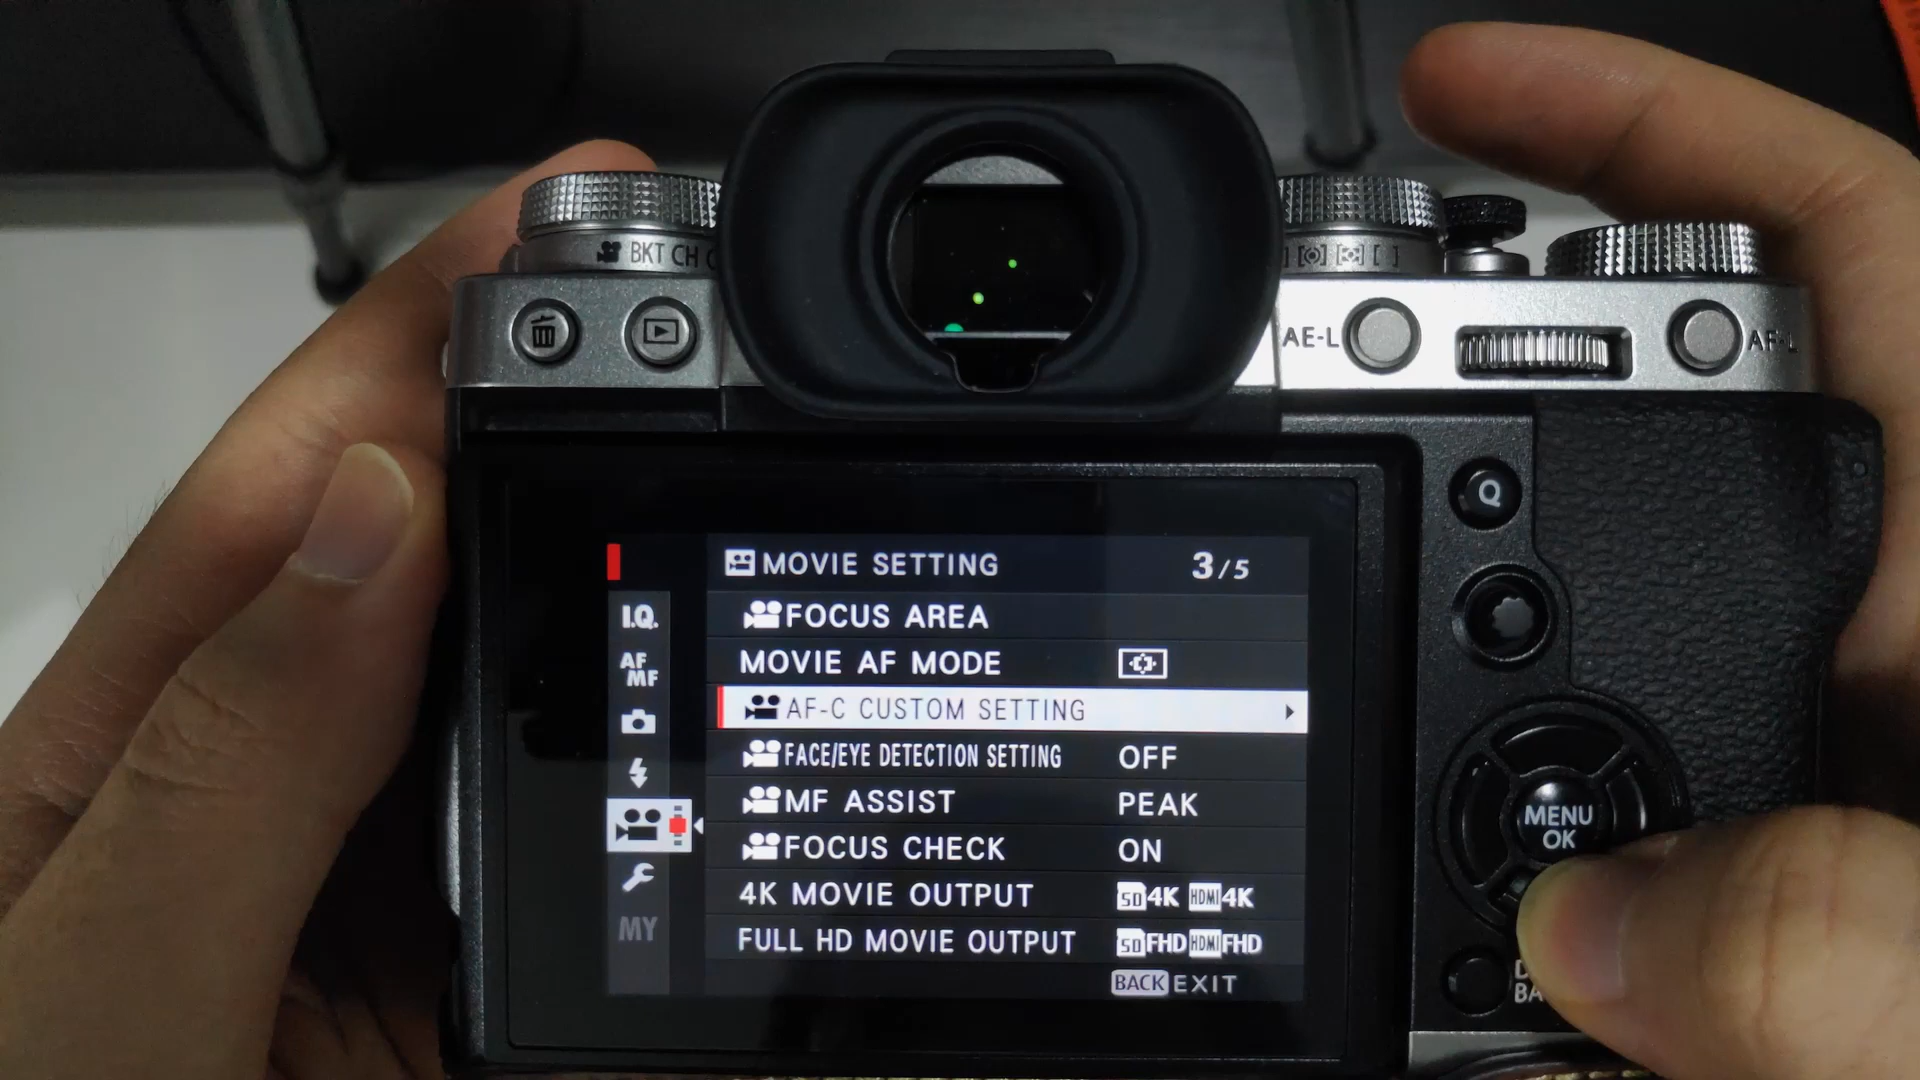 BKT CH
AE-L
AF-L
Q
MOVIE SETTING 3/5
I.Q.
FOCUS AREA
AF MF
MOVIE AF MODE
AF-C CUSTOM SETTING
FACE/EYE DETECTION SETTING OFF
MF ASSIST PEAK
FOCUS CHECK ON
4K MOVIE OUTPUT SD 4K HDMI 4K
MY
FULL HD MOVIE OUTPUT SD FHD HDMI FHD
BACK EXIT
MENU
OK